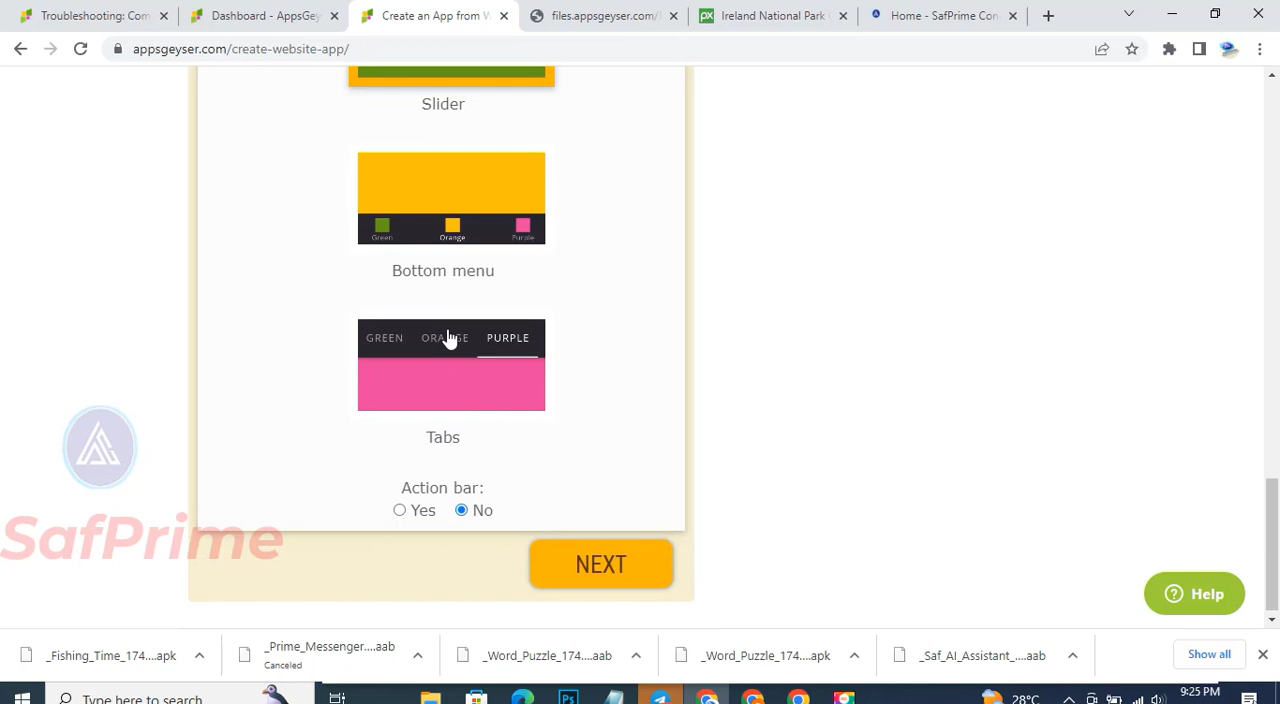 Troubleshooting: Com
Dashboard - AppsGey
Create an App from W
files.appsgeyser.com/
Ireland National Park
Home - SafPrime Con
appsgeyser.com/create-website-app/
Slider
Green
Orange
Purple
Bottom menu
GREEN
ORANGE
PURPLE
Tabs
Action bar:
Yes
No
SafPrime
NEXT
Help
_Fishing_Time_174....apk
_Prime_Messenger....aab
Canceled
_Word_Puzzle_174....aab
_Word_Puzzle_174....apk
_Saf_AI_Assistant_....aab
Show all
Type here to search
28°C
9:25 PM